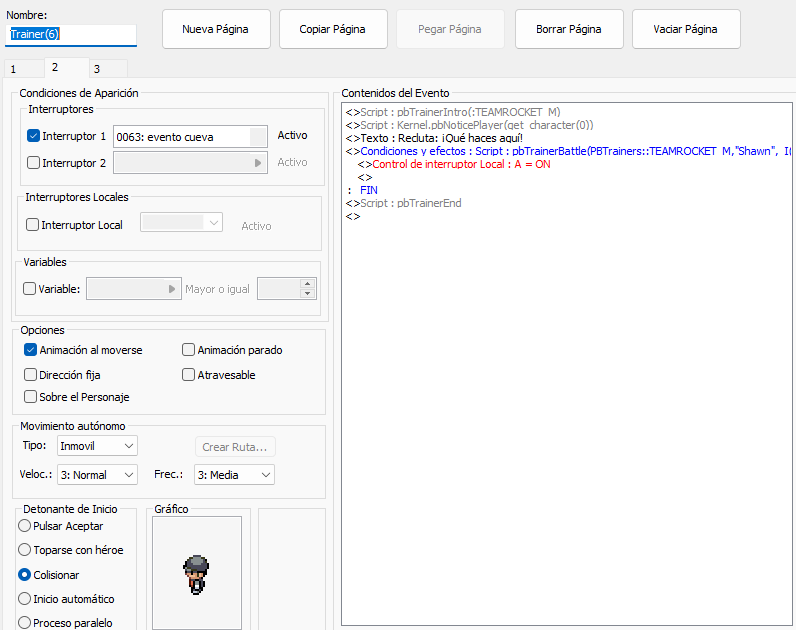 Nombre:
Trainer(6)
Nueva Página
Copiar Página
Pegar Página
Borrar Página
Vaciar Página
1
2
3
Condiciones de Aparición
Interruptores
Interruptor 1
0063: evento cueva
Activo
Interruptor 2
Activo
Interruptores Locales
Interruptor Local
Activo
Variables
Variable:
Mayor o igual
Opciones
Animación al moverse
Animación parado
Dirección fija
Atravesable
Sobre el Personaje
Movimiento autónomo
Tipo:
Inmovil
Crear Ruta...
Veloc.:
3: Normal
Frec.:
3: Media
Detonante de Inicio
Pulsar Aceptar
Toparse con héroe
Colisionar
Inicio automático
Proceso paralelo
Gráfico
Contenidos del Evento
<>Script : pbTrainerIntro(:TEAMROCKET_M)
<>Script : Kernel.pbNoticePlayer(get_character(0))
<>Texto : Recluta: ¡Qué haces aquí!
<>Condiciones y efectos : Script : pbTrainerBattle(PBTrainers::TEAMROCKET_M,"Shawn", _I(
<>Control de interruptor Local : A = ON
<>
: FIN
<>Script : pbTrainerEnd
<>